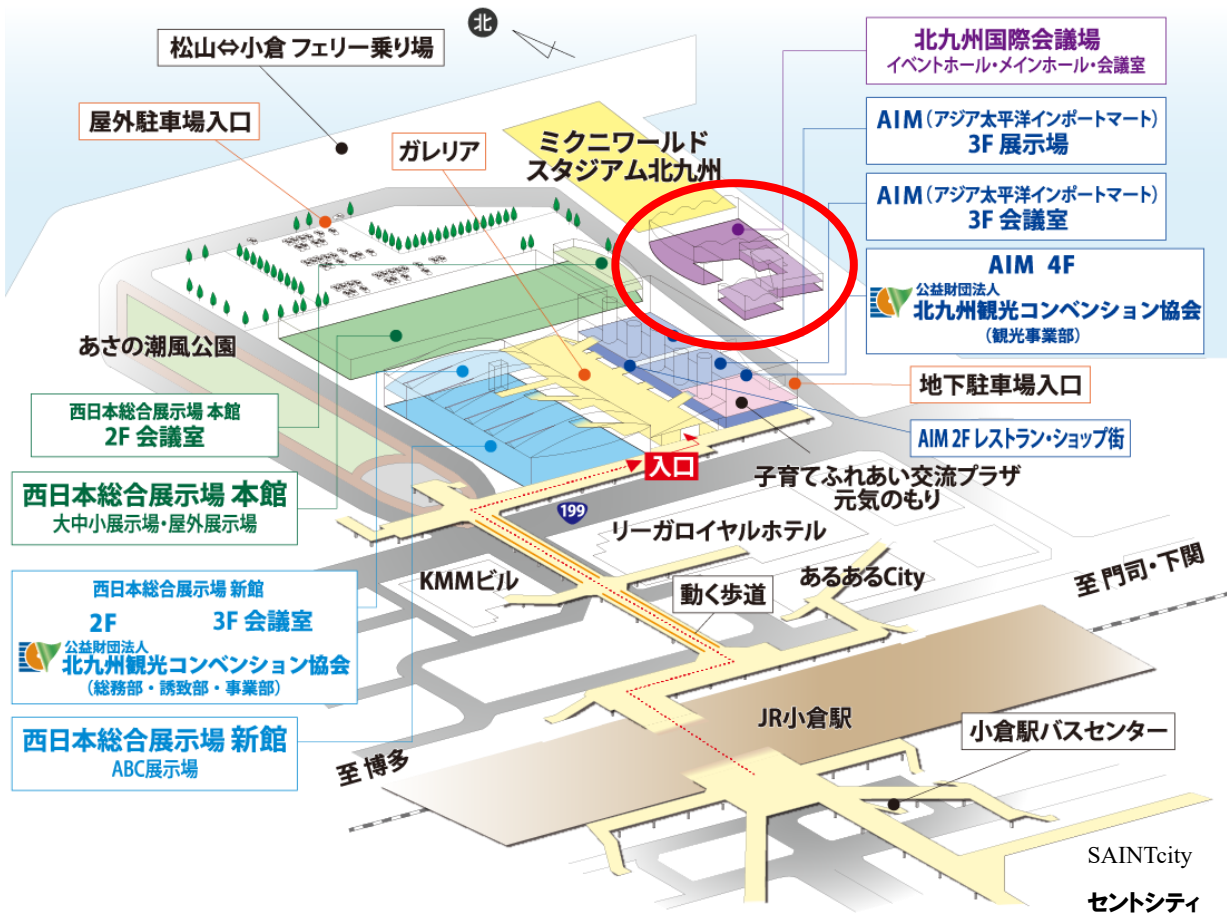 北
松山⇔小倉 フェリー乗り場
屋外駐車場入口
ガレリア
ミクニワールド
スタジアム北九州
北九州国際会議場
イベントホール・メインホール・会議室
AIM(アジア太平洋インポートマート)
3F 展示場
AIM(アジア太平洋インポートマート)
3F 会議室
AIM 4F
公益財団法人
北九州観光コンベンション協会
(観光事業部)
地下駐車場入口
AIM 2F レストラン・ショップ街
子育てふれあい交流プラザ
元気のもり
あさの潮風公園
西日本総合展示場 本館
2F 会議室
西日本総合展示場 本館
大中小展示場・屋外展示場
西日本総合展示場 新館
2F 3F 会議室
公益財団法人
北九州観光コンベンション協会
(総務部・誘致部・事業部)
西日本総合展示場 新館
ABC展示場
入口
199
リーガロイヤルホテル
KMMビル
あるあるCity
動く歩道
至 門司・下関
JR小倉駅
小倉駅バスセンター
至 博多
SAINTcity
セントシティ